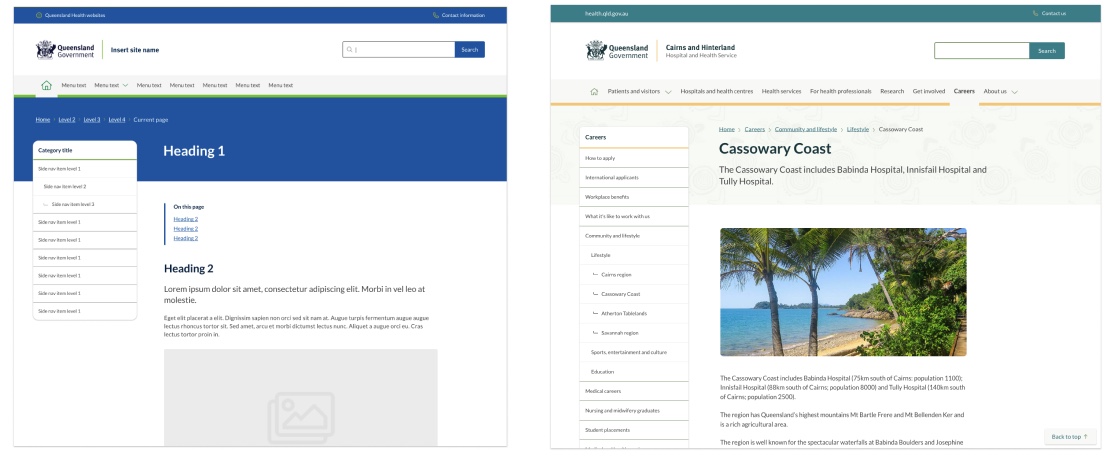 Queensland Health websites
Contact information
Queensland
Government
Insert site name
Search
Menu text Menu text Menu text Menu text Menu text Menu text Menu text
Home Level 2 Level 3 Level 4 Current page
Category title
Side nav item level 1
Side nav item level 2
Side nav item level 3
Side nav item level 1
Side nav item level 1
Side nav item level 1
Side nav item level 1
Side nav item level 1
Side nav item level 1
Heading 1
On this page
Heading 2
Heading 2
Heading 2
Heading 2
Lorem ipsum dolor sit amet, consectetur adipiscing elit. Morbi in vel leo at
molestie.
Eget elit placerat a elit. Dignissim sapien non orci sed sit nam at. Augue turpis fermentum augue augue
lectus rhoncus tortor sit. Sed amet, arcu et morbi dictumst lectus nunc. Aliquet a augue orci eu. Cras
lectus tortor proin in.
health.qld.gov.au
Contact us
Queensland
Government
Cairns and Hinterland
Hospital and Health Service
Search
Patients and visitors Hospitals and health centres Health services For health professionals Research Get involved Careers About us
Home > Careers > Community and lifestyle > Lifestyle > Cassowary Coast
Cassowary Coast
The Cassowary Coast includes Babinda Hospital, Innisfail Hospital and
Tully Hospital.
Careers
How to apply
International applicants
Workplace benefits
What it's like to work with us
Community and lifestyle
Lifestyle
Cairns region
Cassowary Coast
Atherton Tablelands
Savannah region
Sports, entertainment and culture
Education
Medical careers
Nursing and midwifery graduates
Student placements
The Cassowary Coast includes Babinda Hospital (75km south of Cairns; population 1100);
Innisfail Hospital (88km south of Cairns; population 8000) and Tully Hospital (140km south
of Cairns; population 2500).
The region has Queensland's highest mountains Mt Bartle Frere and Mt Bellenden Ker and
is a rich agricultural area.
The region is well known for the spectacular waterfalls at Babinda Boulders and Josephine
Back to top ↑